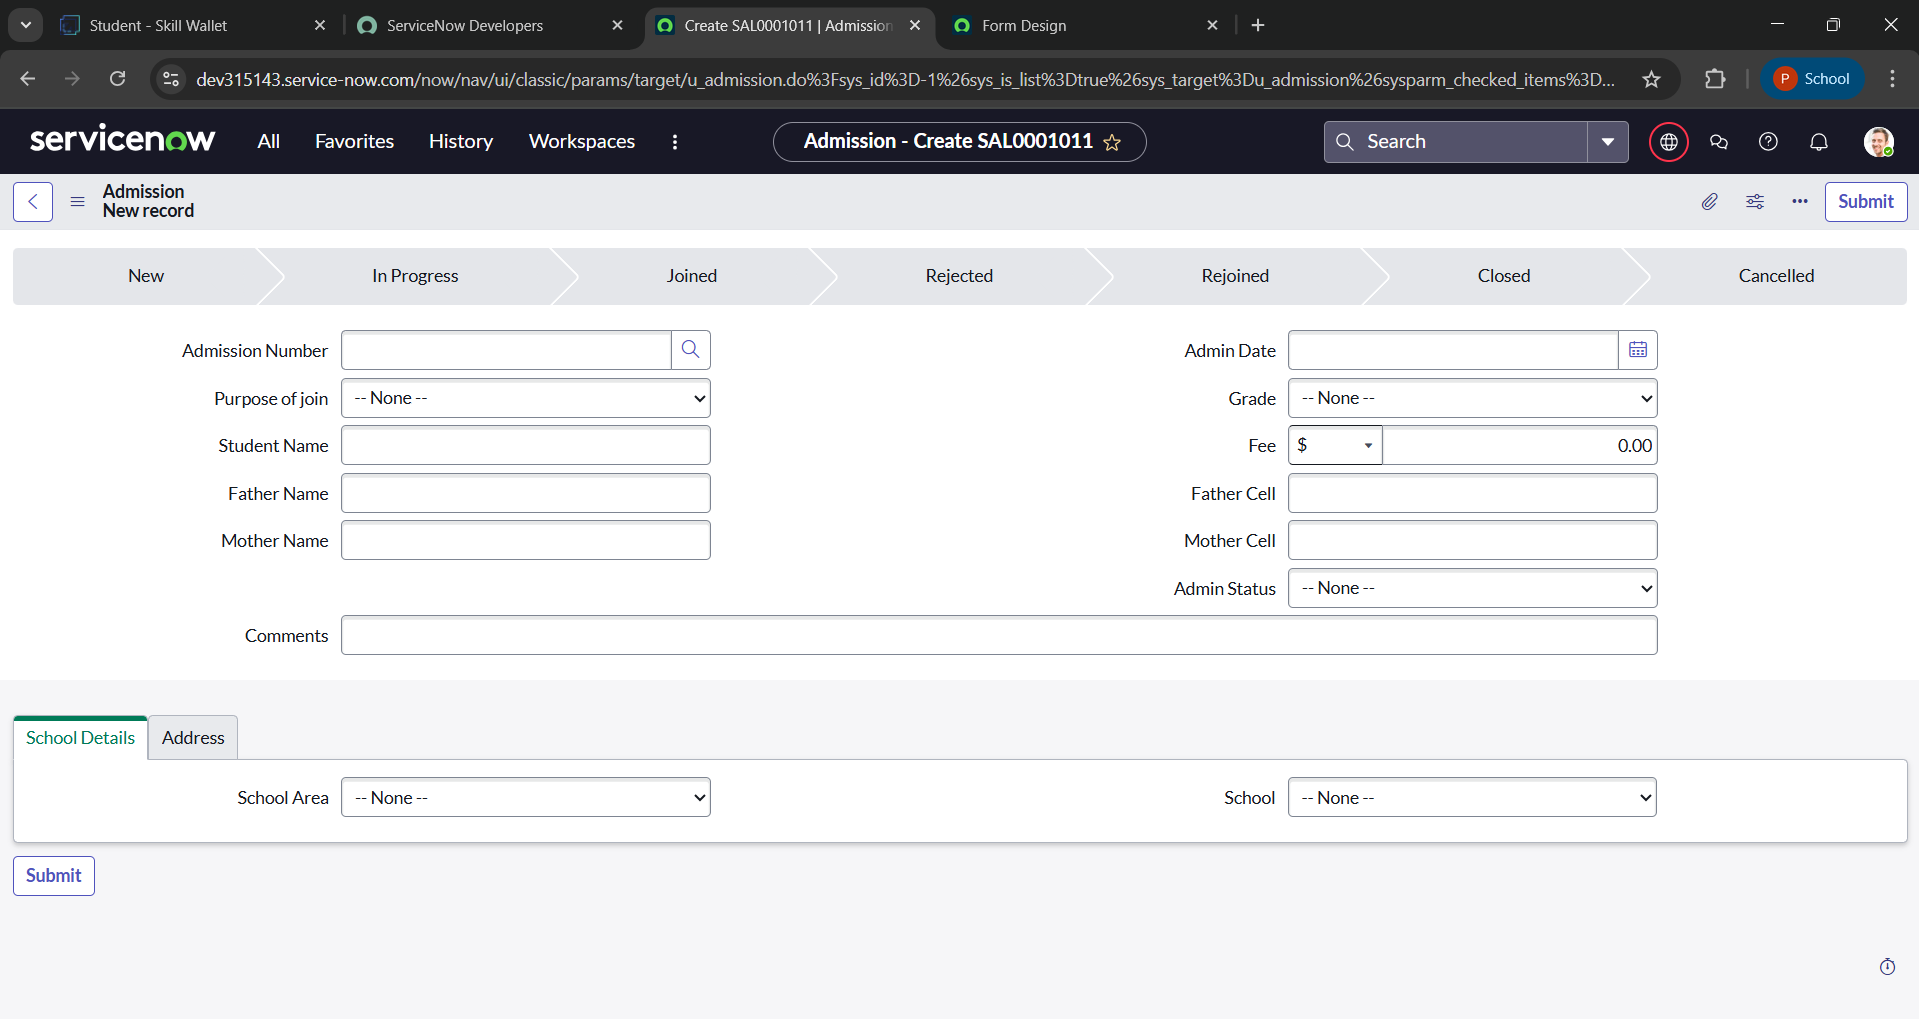 Student - Skill Wallet
ServiceNow Developers
Create SAL0001011 | Admission
Form Design
dev315143.service-now.com/now/nav/ui/classic/params/target/u_admission.do%3Fsys_id%3D-1%26sys_is_list%3Dtrue%26sys_target%3Du_admission%26sysparm_checked_items%3D...
P School
servicenow All Favorites History Workspaces
Admission - Create SAL0001011
Search
Admission
New record
Submit
New In Progress Joined Rejected Rejoined Closed Cancelled
Admission Number
Admin Date
Purpose of join -- None --
Grade -- None --
Student Name
Fee $ 0.00
Father Name
Father Cell
Mother Name
Mother Cell
Admin Status -- None --
Comments
School Details Address
School Area -- None --
School -- None --
Submit